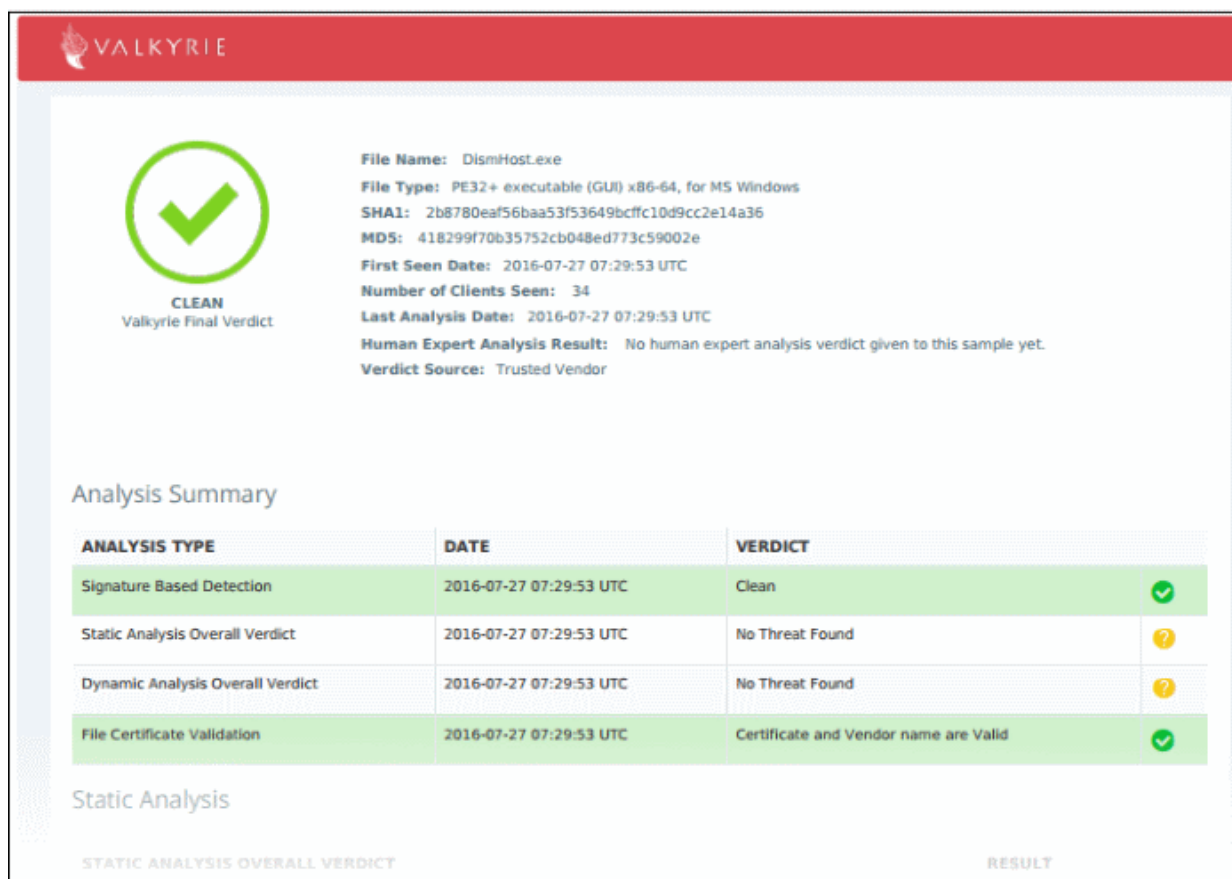 VALKYRIE
File Name: DismHost.exe
File Type: PE32+ executable (GUI) x86-64, for MS Windows
SHA1: 2b8780eaf56baa53f53649bcffc10d9cc2e14a36
MD5: 418299f70b35752cb048ed773c59002e
First Seen Date: 2016-07-27 07:29:53 UTC
Number of Clients Seen: 34
Last Analysis Date: 2016-07-27 07:29:53 UTC
Human Expert Analysis Result: No human expert analysis verdict given to this sample yet.
Verdict Source: Trusted Vendor
CLEAN
Valkyrie Final Verdict
Analysis Summary
ANALYSIS TYPE DATE VERDICT
Signature Based Detection 2016-07-27 07:29:53 UTC Clean
Static Analysis Overall Verdict 2016-07-27 07:29:53 UTC No Threat Found ?
Dynamic Analysis Overall Verdict 2016-07-27 07:29:53 UTC No Threat Found ?
File Certificate Validation 2016-07-27 07:29:53 UTC Certificate and Vendor name are Valid
Static Analysis
STATIC ANALYSIS OVERALL VERDICT RESULT